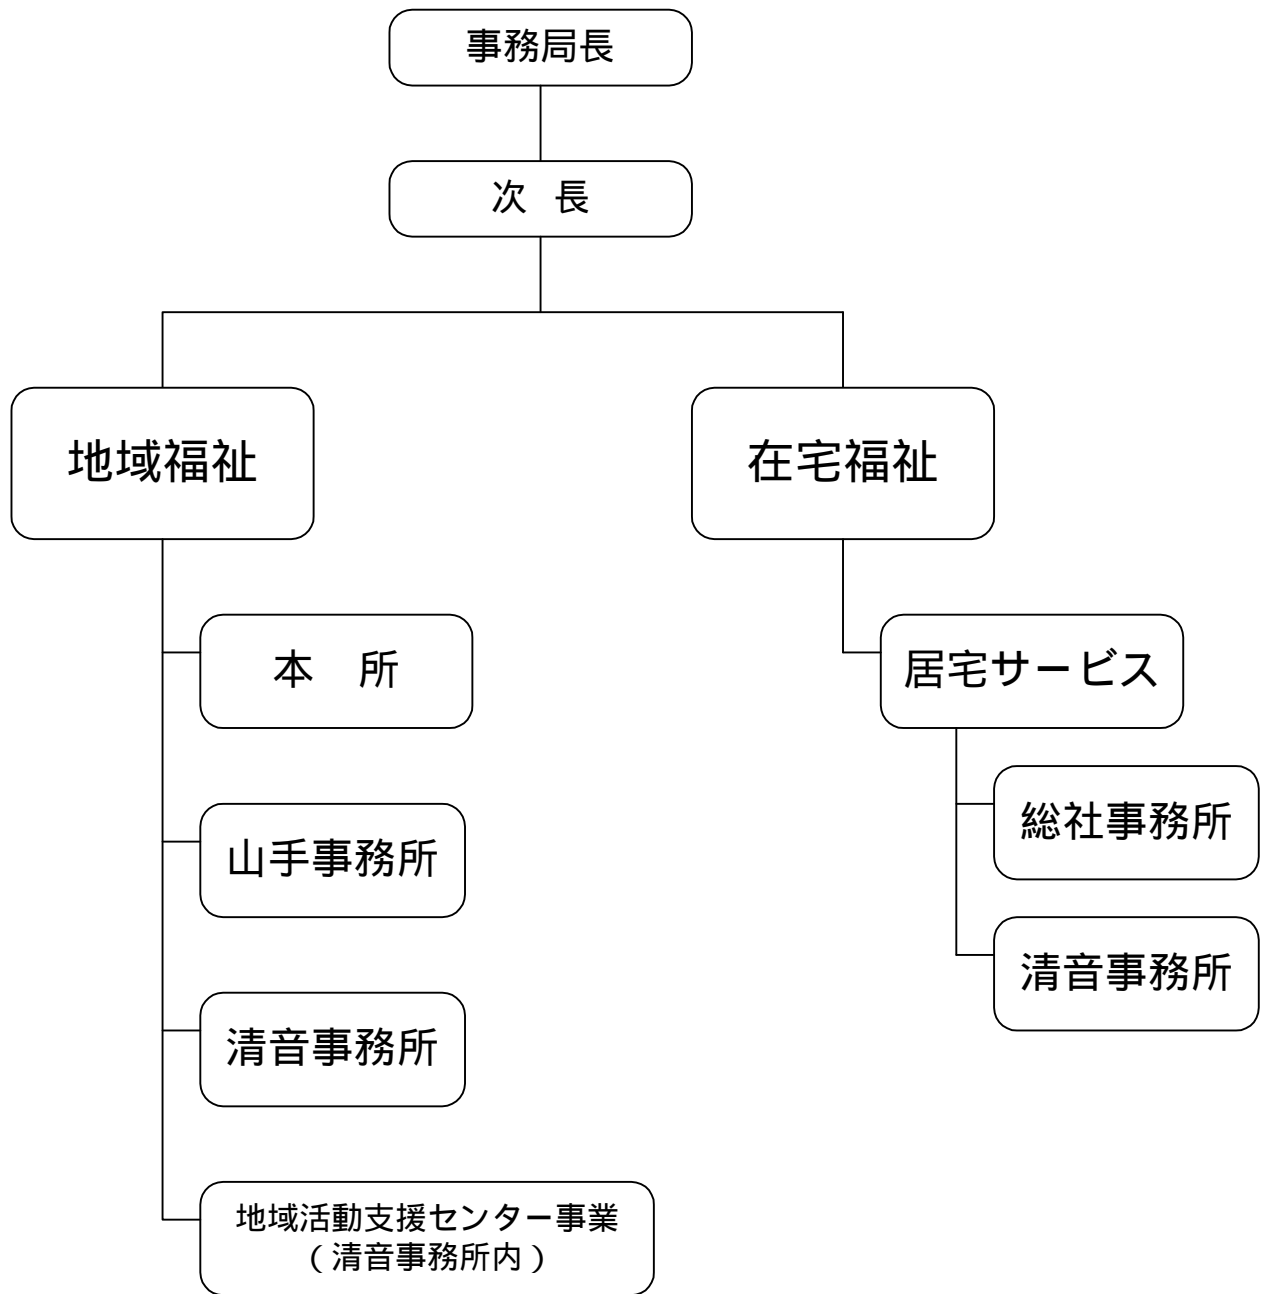 事務局長
次 長
地域福祉
在宅福祉
本 所
居宅サービス
総社事務所
山手事務所
清音事務所
清音事務所
地域活動支援センター事業
（清音事務所内）